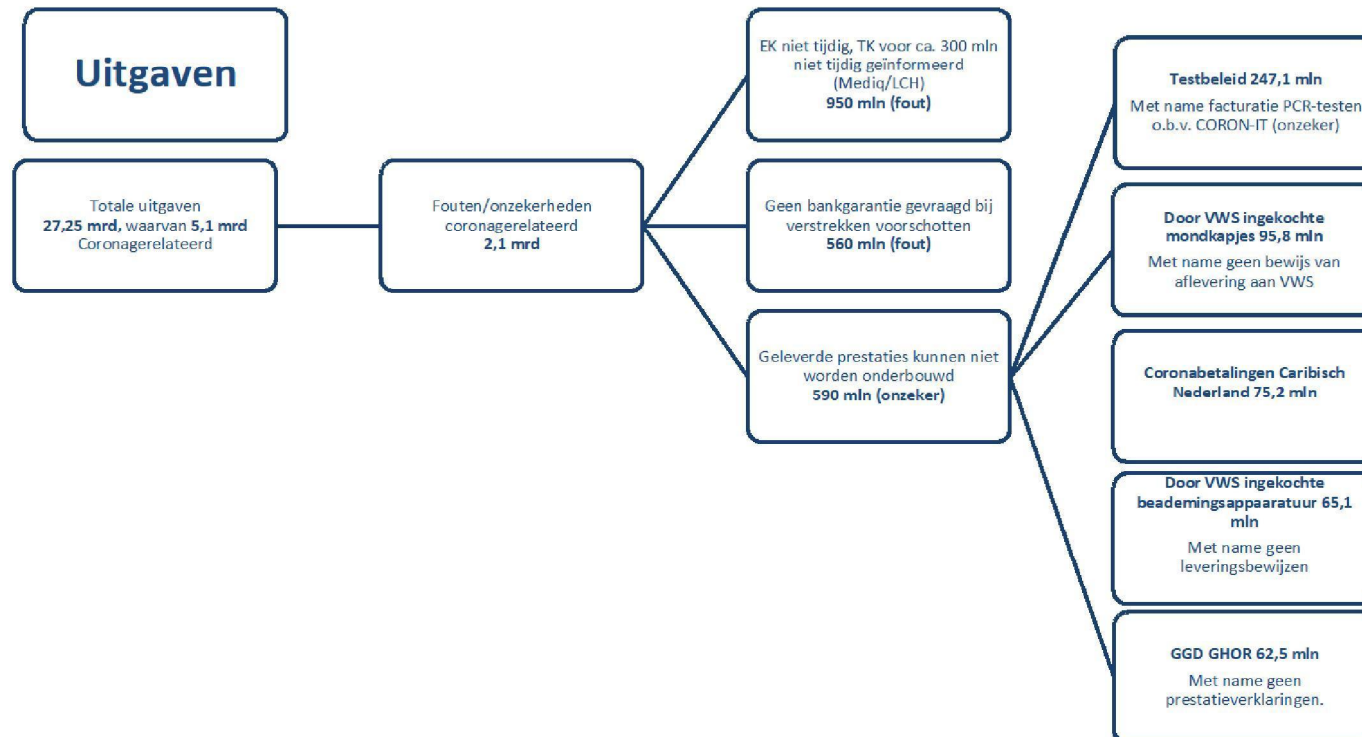 Uitgaven
Totale uitgaven
27,25 mrd, waarvan 5,1 mrd
Coronagerelateerd
Fouten/onzekerheden
coronagerelateerd
2,1 mrd
EK niet tijdig, TK voor ca. 300 mln
niet tijdig geïnformeerd
(Mediq/LCH)
950 mln (fout)
Geen bankgarantie gevraagd bij
verstrekken voorschotten
560 mln (fout)
Geleverde prestaties kunnen niet
worden onderbouwd
590 mln (onzeker)
Testbeleid 247,1 mln
Met name facturatie PCR-testen
o.b.v. CORON-IT (onzeker)
Door VWS ingekochte
mondkapjes 95,8 mln
Met name geen bewijs van
aflevering aan VWS
Coronabetalingen Caribisch
Nederland 75,2 mln
Door VWS ingekochte
beademingsappaaratuur 65,1
mln
Met name geen
leveringsbewijzen
GGD GHOR 62,5 mln
Met name geen
prestatieverklaringen.